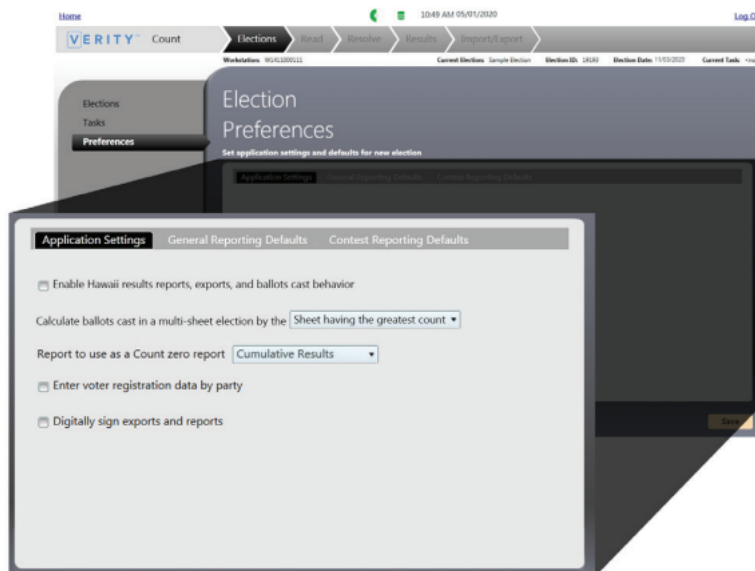 Home
10:49 AM 05/01/2020
VERITY™ Count
Elections
Read
Resolve
Results
Import/Export
Workstation:
Current Election: Sample Election
Election ID:
Election Date: 11/03/2020
Current Task:
Elections
Tasks
Preferences
Election
Preferences
Set application settings and defaults for new election
Application Settings General Reporting Defaults Contest Reporting Defaults
Application Settings General Reporting Defaults Contest Reporting Defaults
Enable Hawaii results reports, exports, and ballots cast behavior
Calculate ballots cast in a multi-sheet election by the Sheet having the greatest count
Report to use as a Count zero report Cumulative Results
Enter voter registration data by party
Digitally sign exports and reports
Save